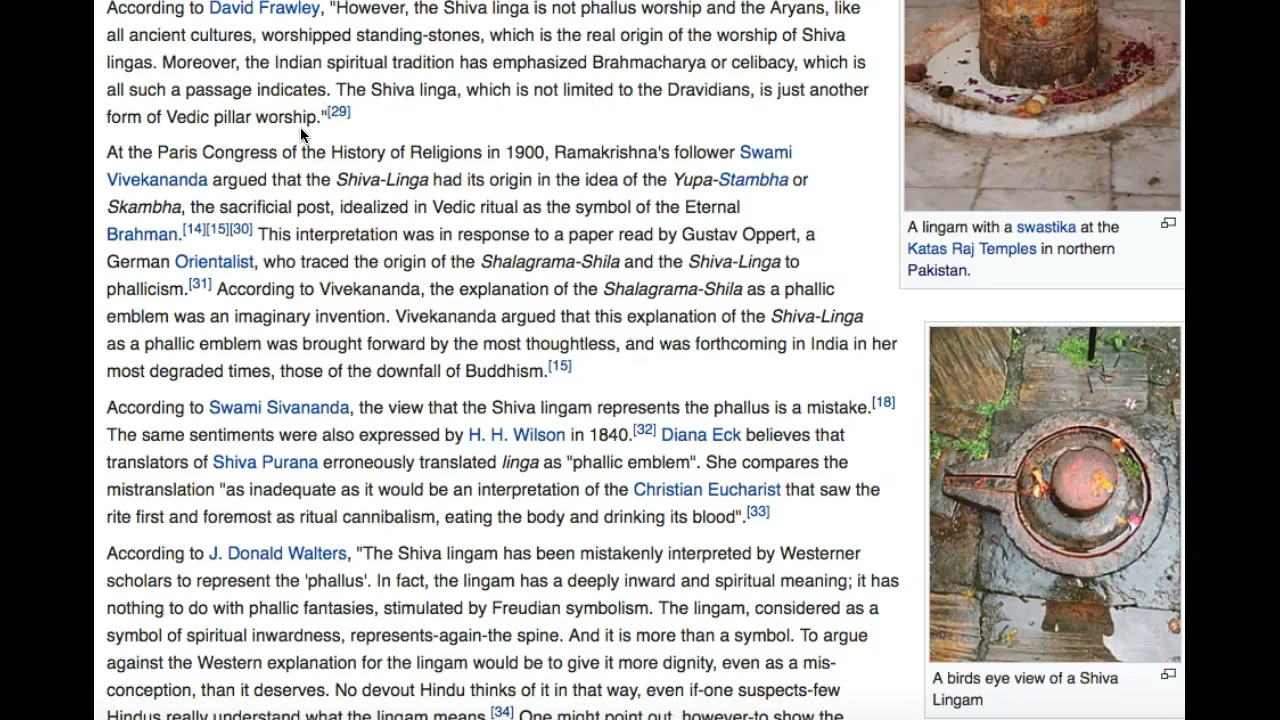 According to David Frawley, "However, the Shiva linga is not phallus worship and the Aryans, like
all ancient cultures, worshipped standing-stones, which is the real origin of the worship of Shiva
lingas. Moreover, the Indian spiritual tradition has emphasized Brahmacharya or celibacy, which is
all such a passage indicates. The Shiva linga, which is not limited to the Dravidians, is just another
form of Vedic pillar worship."[29]
At the Paris Congress of the History of Religions in 1900, Ramakrishna's follower Swami
Vivekananda argued that the Shiva-Linga had its origin in the idea of the Yupa-Stambha or
Skambha, the sacrificial post, idealized in Vedic ritual as the symbol of the Eternal
Brahman.[14][15][30] This interpretation was in response to a paper read by Gustav Oppert, a
German Orientalist, who traced the origin of the Shalagrama-Shila and the Shiva-Linga to
phallicism.[31] According to Vivekananda, the explanation of the Shalagrama-Shila as a phallic
emblem was an imaginary invention. Vivekananda argued that this explanation of the Shiva-Linga
as a phallic emblem was brought forward by the most thoughtless, and was forthcoming in India in her
most degraded times, those of the downfall of Buddhism.[15]
According to Swami Sivananda, the view that the Shiva lingam represents the phallus is a mistake.[18]
The same sentiments were also expressed by H. H. Wilson in 1840.[32] Diana Eck believes that
translators of Shiva Purana erroneously translated linga as "phallic emblem". She compares the
mistranslation "as inadequate as it would be an interpretation of the Christian Eucharist that saw the
rite first and foremost as ritual cannibalism, eating the body and drinking its blood".[33]
According to J. Donald Walters, "The Shiva lingam has been mistakenly interpreted by Westerner
scholars to represent the 'phallus'. In fact, the lingam has a deeply inward and spiritual meaning; it has
nothing to do with phallic fantasies, stimulated by Freudian symbolism. The lingam, considered as a
symbol of spiritual inwardness, represents-again-the spine. And it is more than a symbol. To argue
against the Western explanation for the lingam would be to give it more dignity, even as a mis-
conception, than it deserves. No devout Hindu thinks of it in that way, even if-one suspects-few
Hindus really understand what the lingam means.[34] One might point out, however-to show the
A lingam with a swastika at the
Katas Raj Temples in northern
Pakistan.
A birds eye view of a Shiva
Lingam